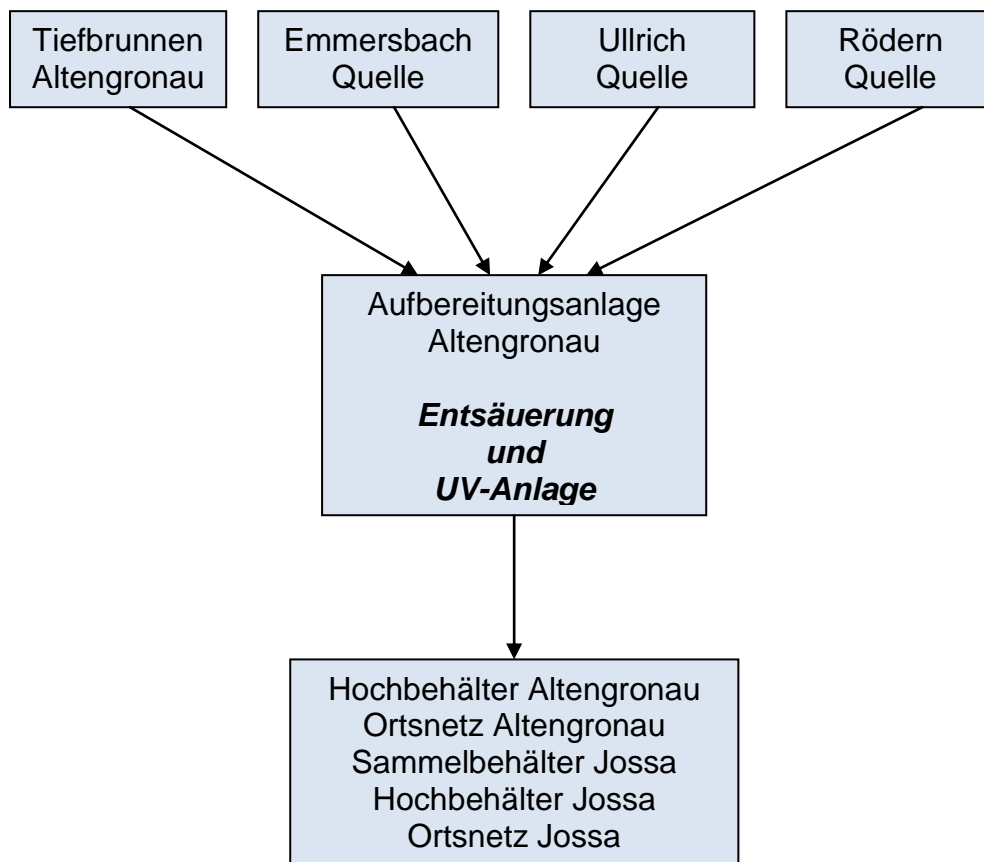 Tiefbrunnen
Altengronau
Emmersbach
Quelle
Ullrich
Quelle
Rödern
Quelle
Aufbereitungsanlage
Altengronau
Entsäuerung
und
UV-Anlage
Hochbehälter Altengronau
Ortsnetz Altengronau
Sammelbehälter Jossa
Hochbehälter Jossa
Ortsnetz Jossa